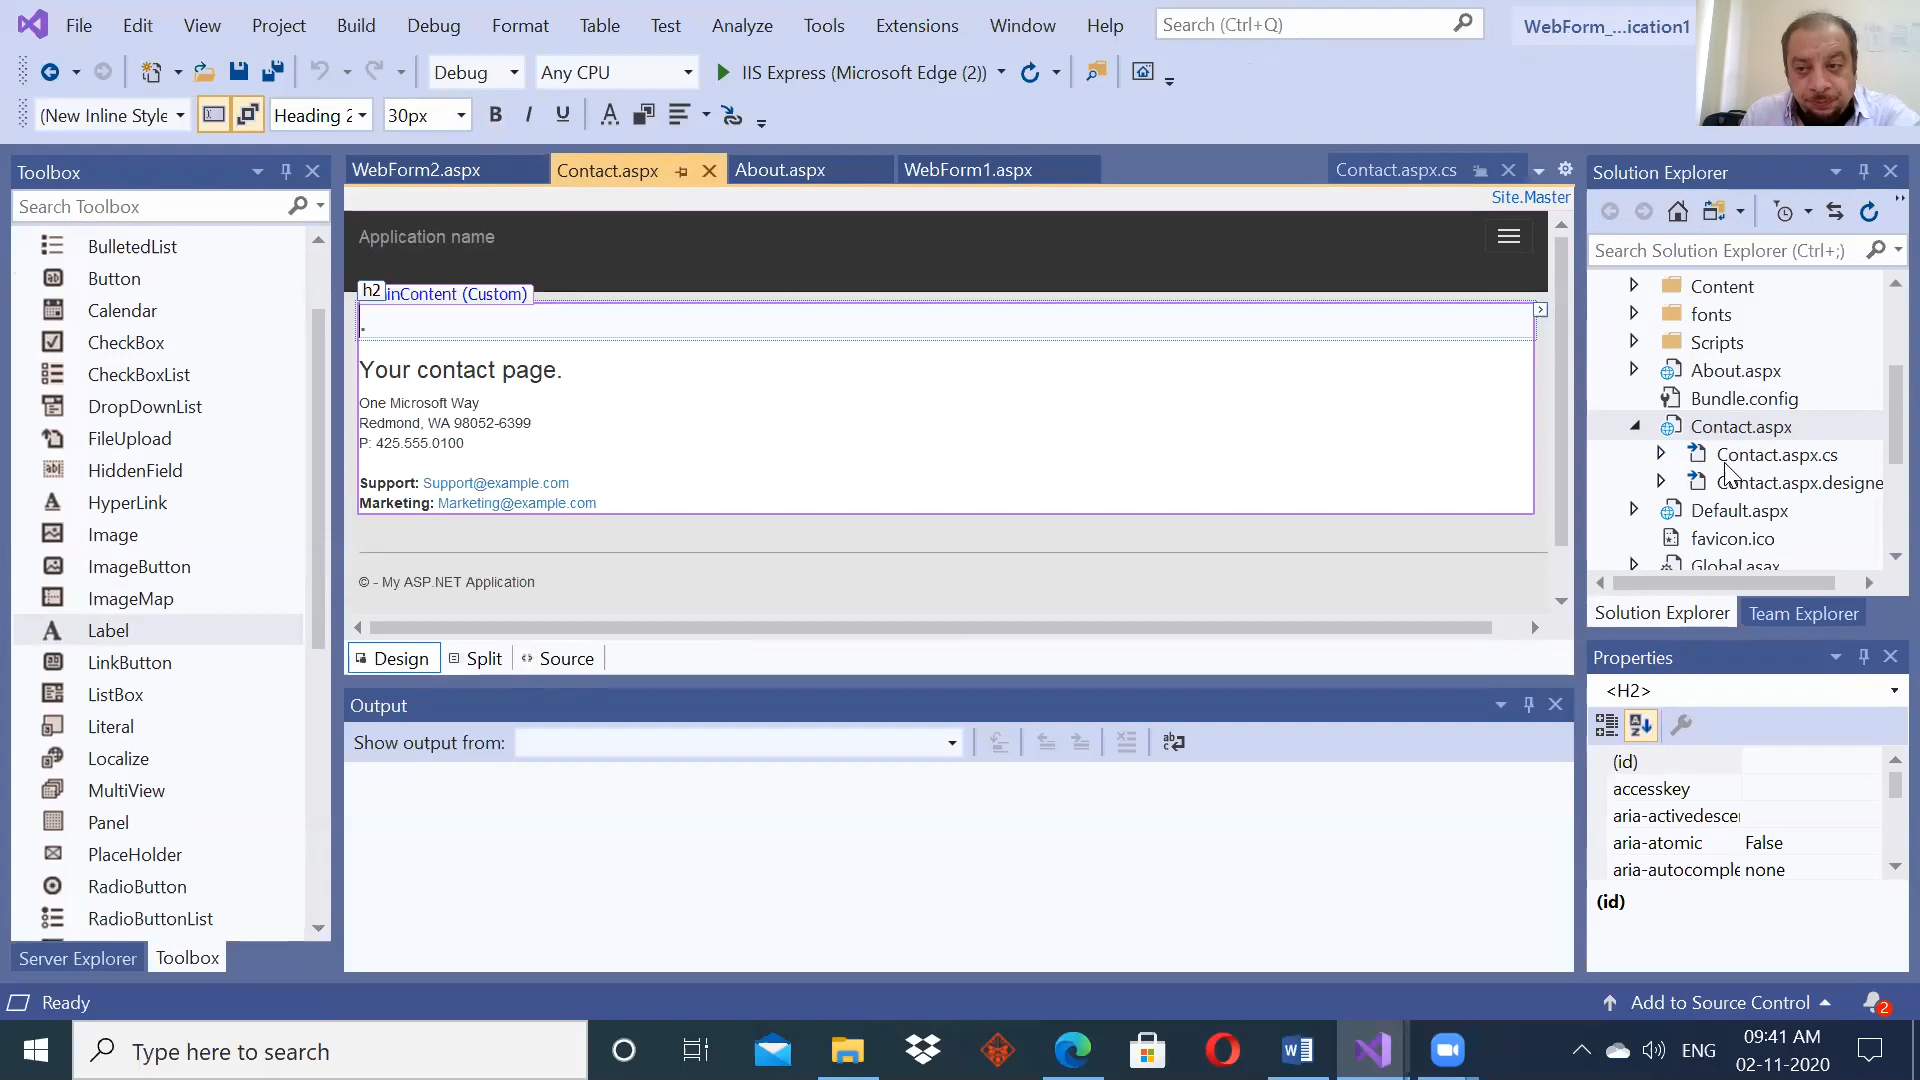 File Edit View Project Build Debug Format Table Test Analyze Tools Extensions Window Help Search (Ctrl+Q) WebForm_...ication1
Debug Any CPU IIS Express (Microsoft Edge (2))
(New Inline Style Heading 2 30px B I U
Toolbox
Search Toolbox
BulletedList
Button
Calendar
CheckBox
CheckBoxList
DropDownList
FileUpload
HiddenField
HyperLink
Image
ImageButton
ImageMap
Label
LinkButton
ListBox
Literal
Localize
MultiView
Panel
PlaceHolder
RadioButton
RadioButtonList
Server Explorer Toolbox
WebForm2.aspx Contact.aspx About.aspx WebForm1.aspx Contact.aspx.cs
Site.Master
Application name
h2 inContent (Custom)
.
Your contact page.
One Microsoft Way
Redmond, WA 98052-6399
P: 425.555.0100
Support: Support@example.com
Marketing: Marketing@example.com
© - My ASP.NET Application
Design Split Source
Output
Show output from:
Solution Explorer
Search Solution Explorer (Ctrl+;)
Content
fonts
Scripts
About.aspx
Bundle.config
Contact.aspx
Contact.aspx.cs
Contact.aspx.designe
Default.aspx
favicon.ico
Global.asax
Solution Explorer Team Explorer
Properties
<H2>
(id)
accesskey
aria-activedescer
aria-atomic False
aria-autocomple none
(id)
Ready Add to Source Control 2
Type here to search ENG 09:41 AM
02-11-2020